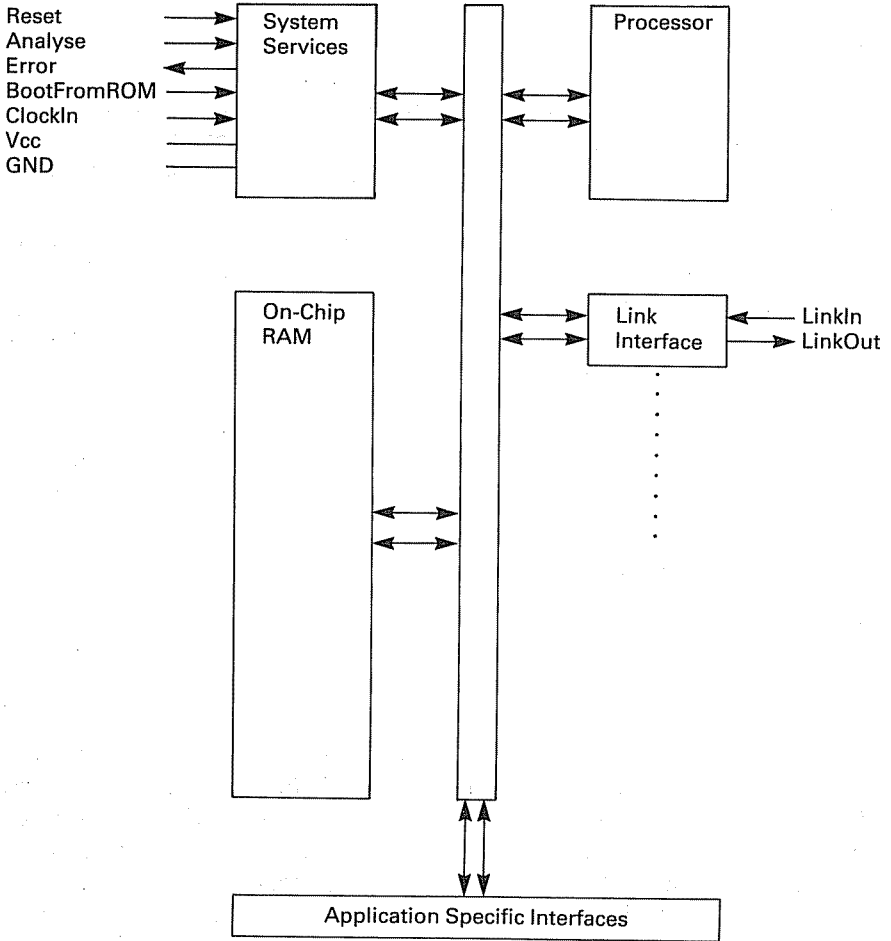 Reset
Analyse
Error
BootFromROM
ClockIn
Vcc
GND
System
Services
Processor
On-Chip
RAM
Link
Interface
LinkIn
LinkOut
Application Specific Interfaces